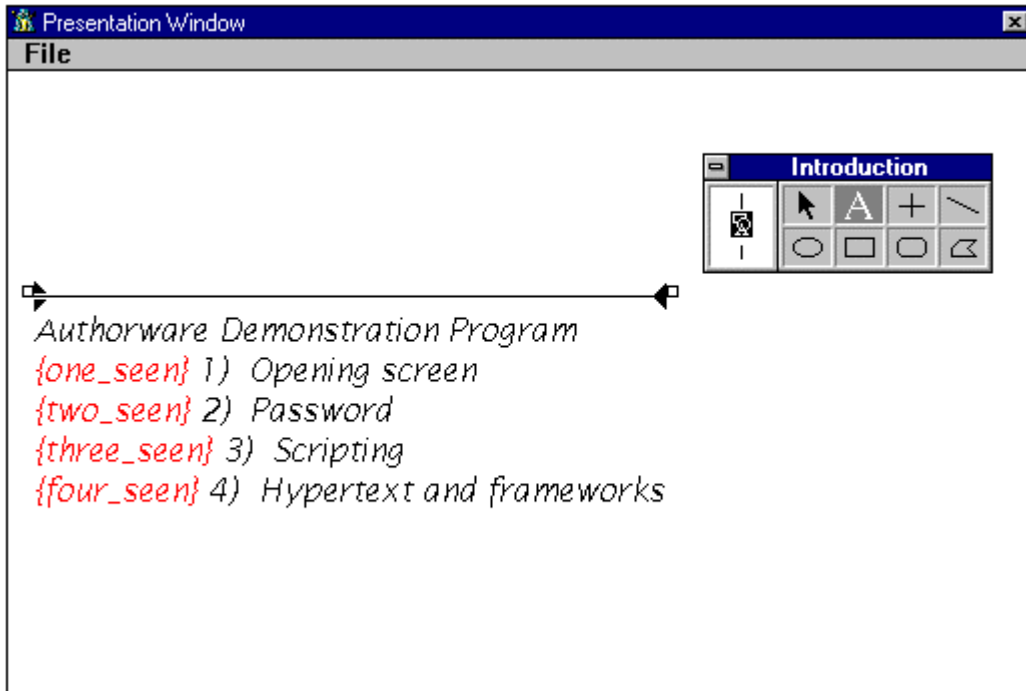 Presentation Window
File
Introduction
A
Authorware Demonstration Program
{one_seen} 1) Opening screen
{two_seen} 2) Password
{three_seen} 3) Scripting
{four_seen} 4) Hypertext and frameworks